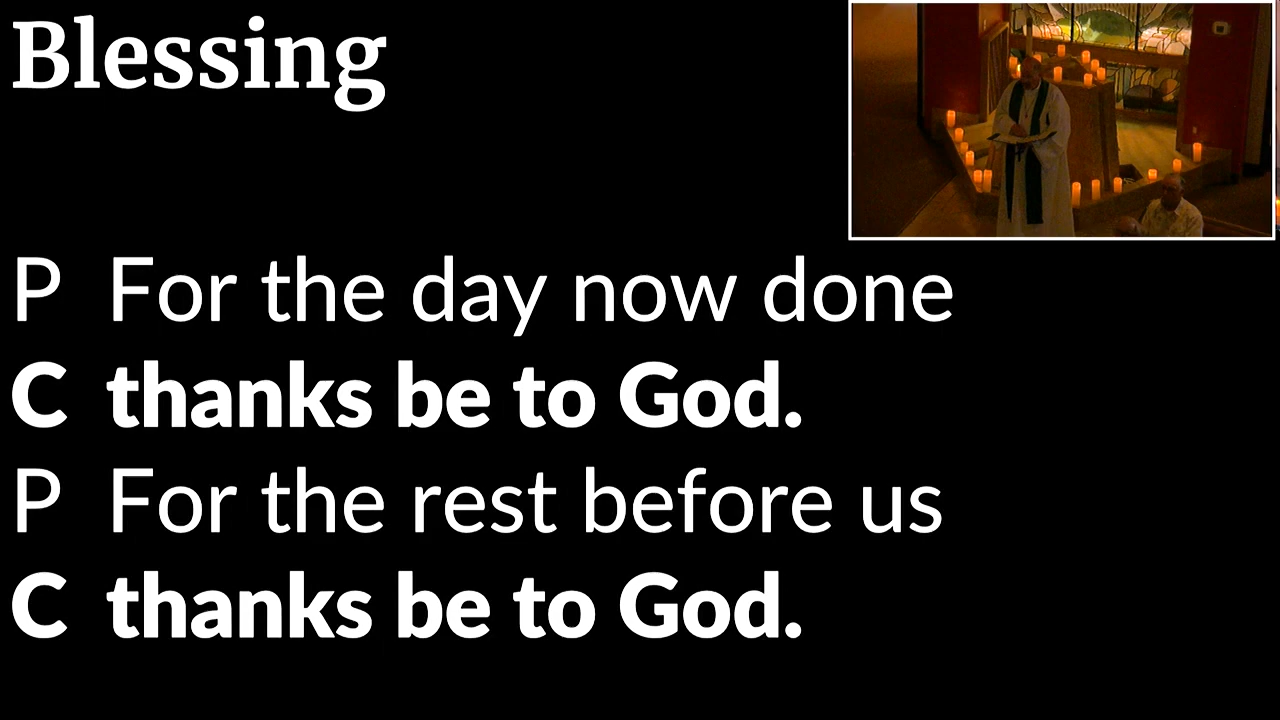 Blessing
P For the day now done
C thanks be to God.
P For the rest before us
C thanks be to God.